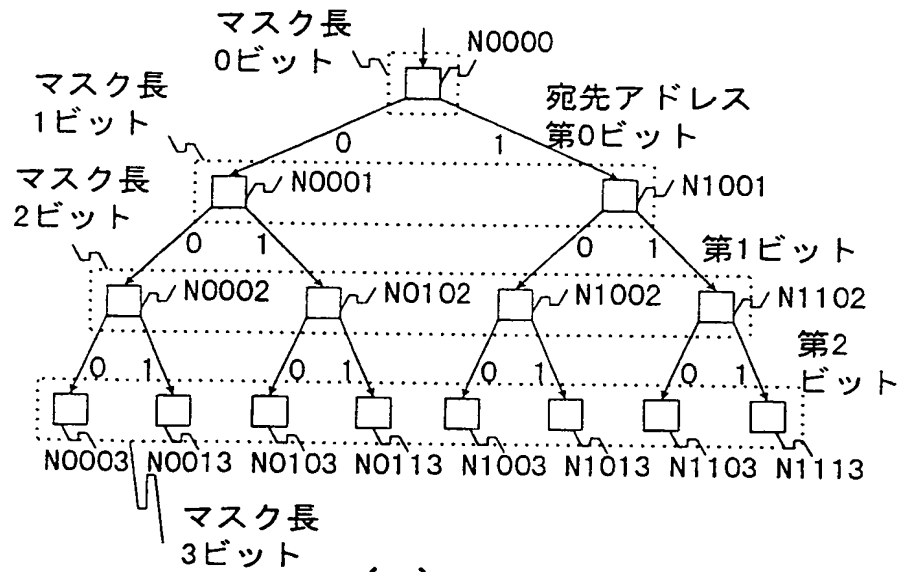 マスク長
0ビット
N0000
マスク長
1ビット
宛先アドレス
第0ビット
0
1
マスク長
2ビット
N0001
N1001
0
1
0
1
第1ビット
N0002
N0102
N1002
N1102
第2
ビット
0
1
0
1
0
1
0
1
N0003
N0013
N0103
N0113
N1003
N1013
N1103
N1113
マスク長
3ビット